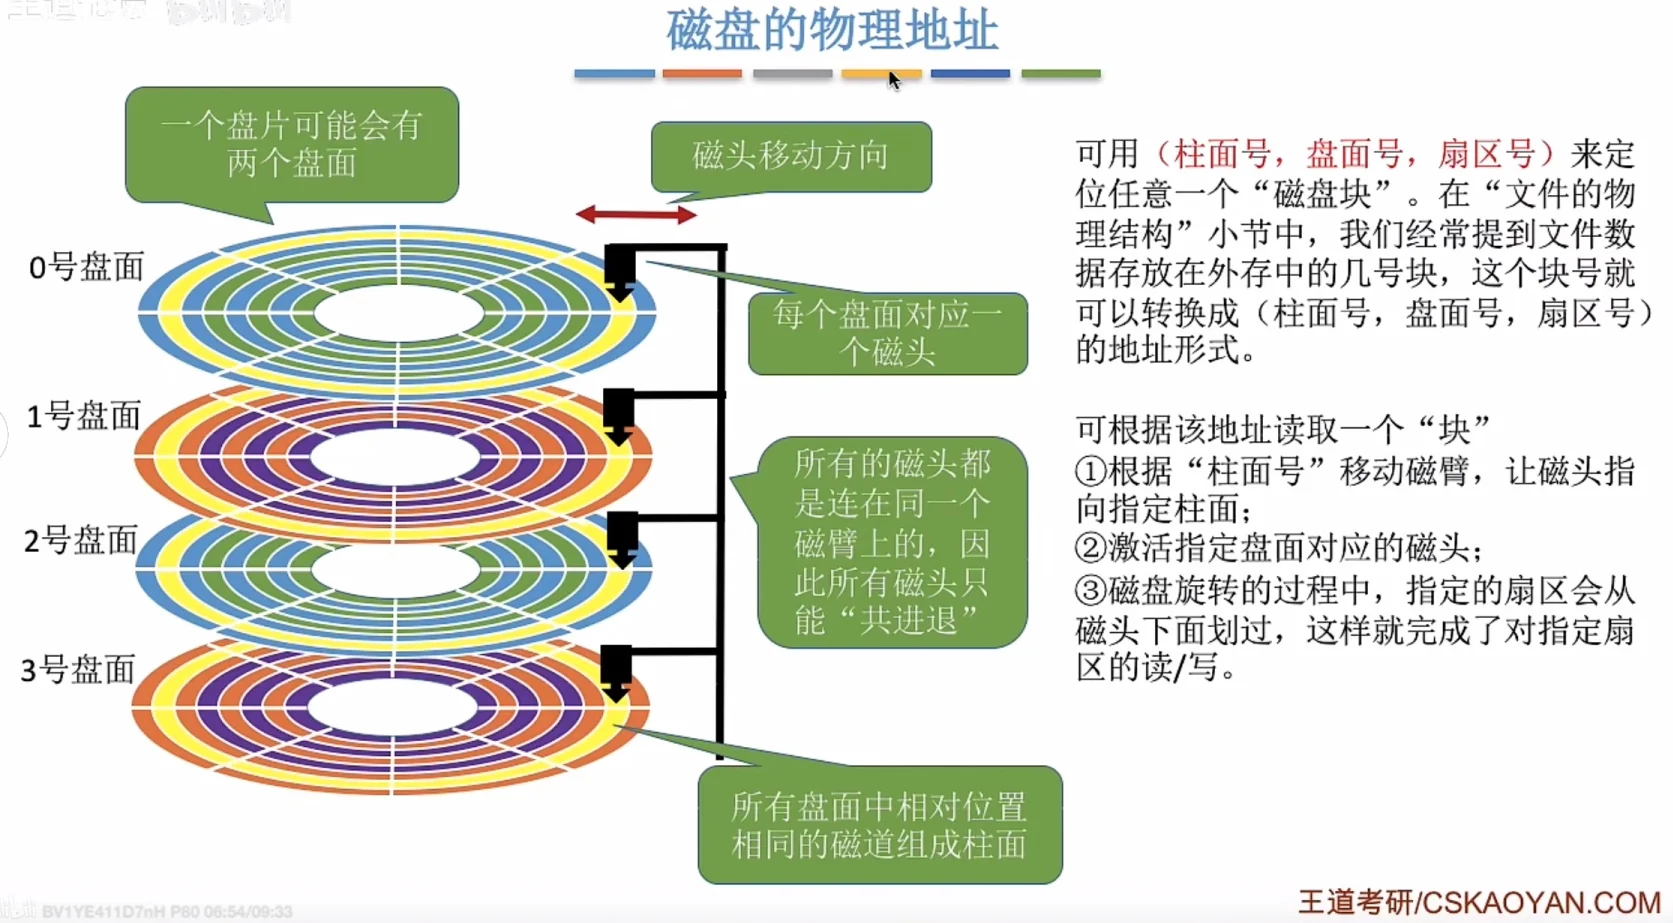 磁盘的物理地址
一个盘片可能会有
两个盘面
磁头移动方向
0号盘面
1号盘面
2号盘面
3号盘面
每个盘面对应一
个磁头
所有的磁头都
是连在同一个
磁臂上的，因
此所有磁头只
能“共进退”
所有盘面中相对位置
相同的磁道组成柱面
可用（柱面号，盘面号，扇区号）来定
位任意一个“磁盘块”。在“文件的物
理结构”小节中，我们经常提到文件数
据存放在外存中的几号块，这个块号就
可以转换成（柱面号，盘面号，扇区号）
的地址形式。
可根据该地址读取一个“块”
①根据“柱面号”移动磁臂，让磁头指
向指定柱面；
②激活指定盘面对应的磁头；
③磁盘旋转的过程中，指定的扇区会从
磁头下面划过，这样就完成了对指定扇
区的读/写。
BV1YE411D7nH P80 06:54/09:33
王道考研/CSKAOYAN.COM